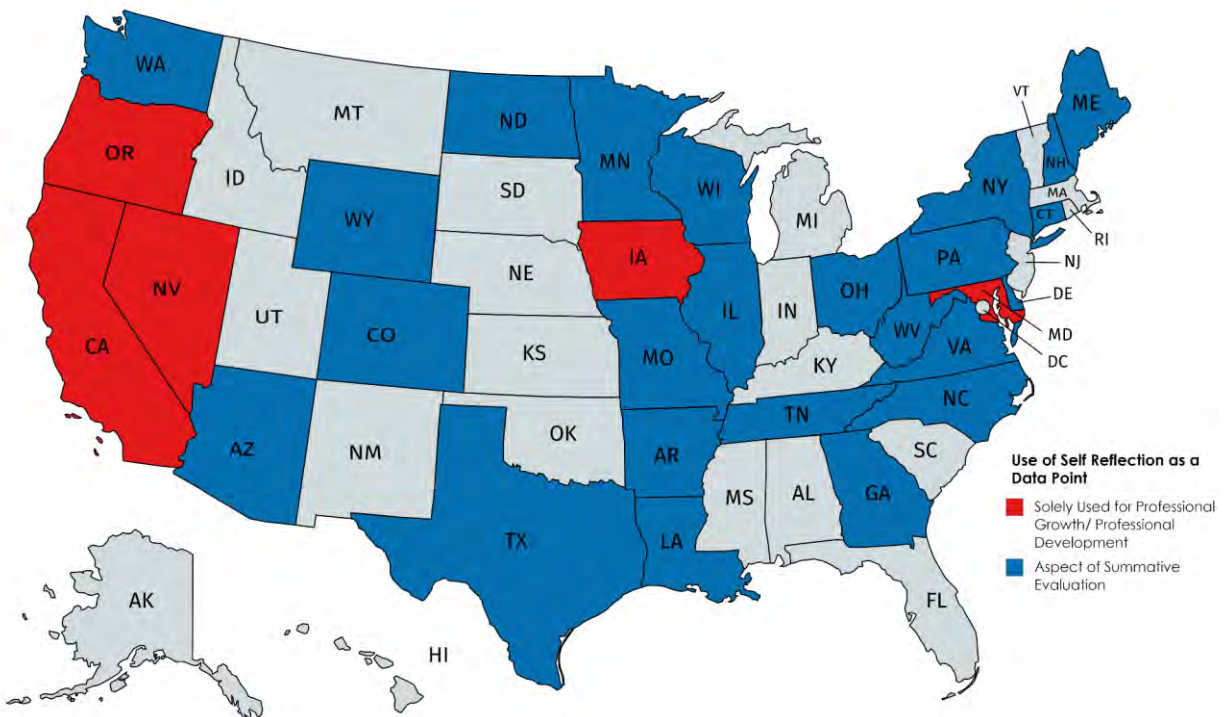 WA
MT
ND
MN
VT
ME
OR
ID
SD
WI
NH
NY
MA
WY
MI
CT
RI
IA
PA
NJ
NE
NV
UT
IL
IN
OH
DE
CO
WV
MD
CA
KS
MO
VA
DC
KY
NC
TN
OK
AZ
NM
AR
SC
MS
AL
GA
TX
LA
FL
AK
HI
Use of Self Reflection as a
Data Point
Solely Used for Professional
Growth/ Professional
Development
Aspect of Summative
Evaluation